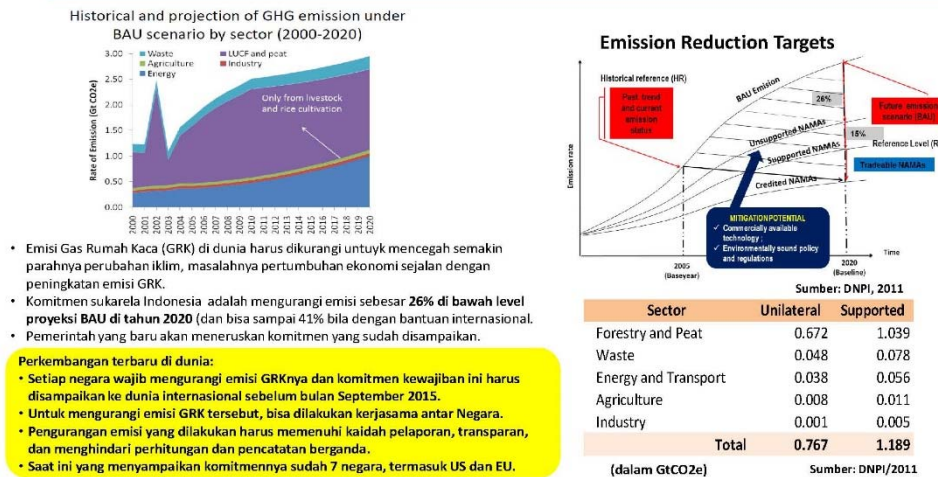 Historical and projection of GHG emission under
BAU scenario by sector (2000-2020)
Rate of Emission (Gt CO2e)
3.00
2.50
2.00
1.50
1.00
0.50
0.00
Waste
LUCF and peat
Agriculture
Industry
Energy
Only from livestock
and rice cultivation
2000 2001 2002 2003 2004 2005 2006 2007 2008 2009 2010 2011 2012 2013 2014 2015 2016 2017 2018 2019 2020
• Emisi Gas Rumah Kaca (GRK) di dunia harus dikurangi untuyk mencegah semakin
parahnya perubahan iklim, masalahnya pertumbuhan ekonomi sejalan dengan
peningkatan emisi GRK.
• Komitmen sukarela Indonesia adalah mengurangi emisi sebesar 26% di bawah level
proyeksi BAU di tahun 2020 (dan bisa sampai 41% bila dengan bantuan internasional.
• Pemerintah yang baru akan meneruskan komitmen yang sudah disampaikan.
Perkembangan terbaru di dunia:
• Setiap negara wajib mengurangi emisi GRKnya dan komitmen kewajiban ini harus
disampaikan ke dunia internasional sebelum bulan September 2015.
• Untuk mengurangi emisi GRK tersebut, bisa dilakukan kerjasama antar Negara.
• Pengurangan emisi yang dilakukan harus memenuhi kaidah pelaporan, transparan,
dan menghindari perhitungan dan pencatatan berganda.
• Saat ini yang menyampaikan komitmennya sudah 7 negara, termasuk US dan EU.
Emission Reduction Targets
Emission rate
Historical reference (HR)
Past trend
and current
emission
status
BAU Emision
26%
Future emission
scenario (BAU)
Unsupported NAMAs
15%
Reference Level (R
Suppported NAMAs
Tradeable NAMAs
Credited NAMAs
MITIGATION POTENTIAL
✓ Commercially available
technology ;
✓ Environmentally sound policy
and regulations
Time
2005
(Baseyear)
2020
(Baseline)
Sumber: DNPI, 2011
Sector Unilateral Supported
Forestry and Peat 0.672 1.039
Waste 0.048 0.078
Energy and Transport 0.038 0.056
Agriculture 0.008 0.011
Industry 0.001 0.005
Total 0.767 1.189
(dalam GtCO2e) Sumber: DNPI/2011